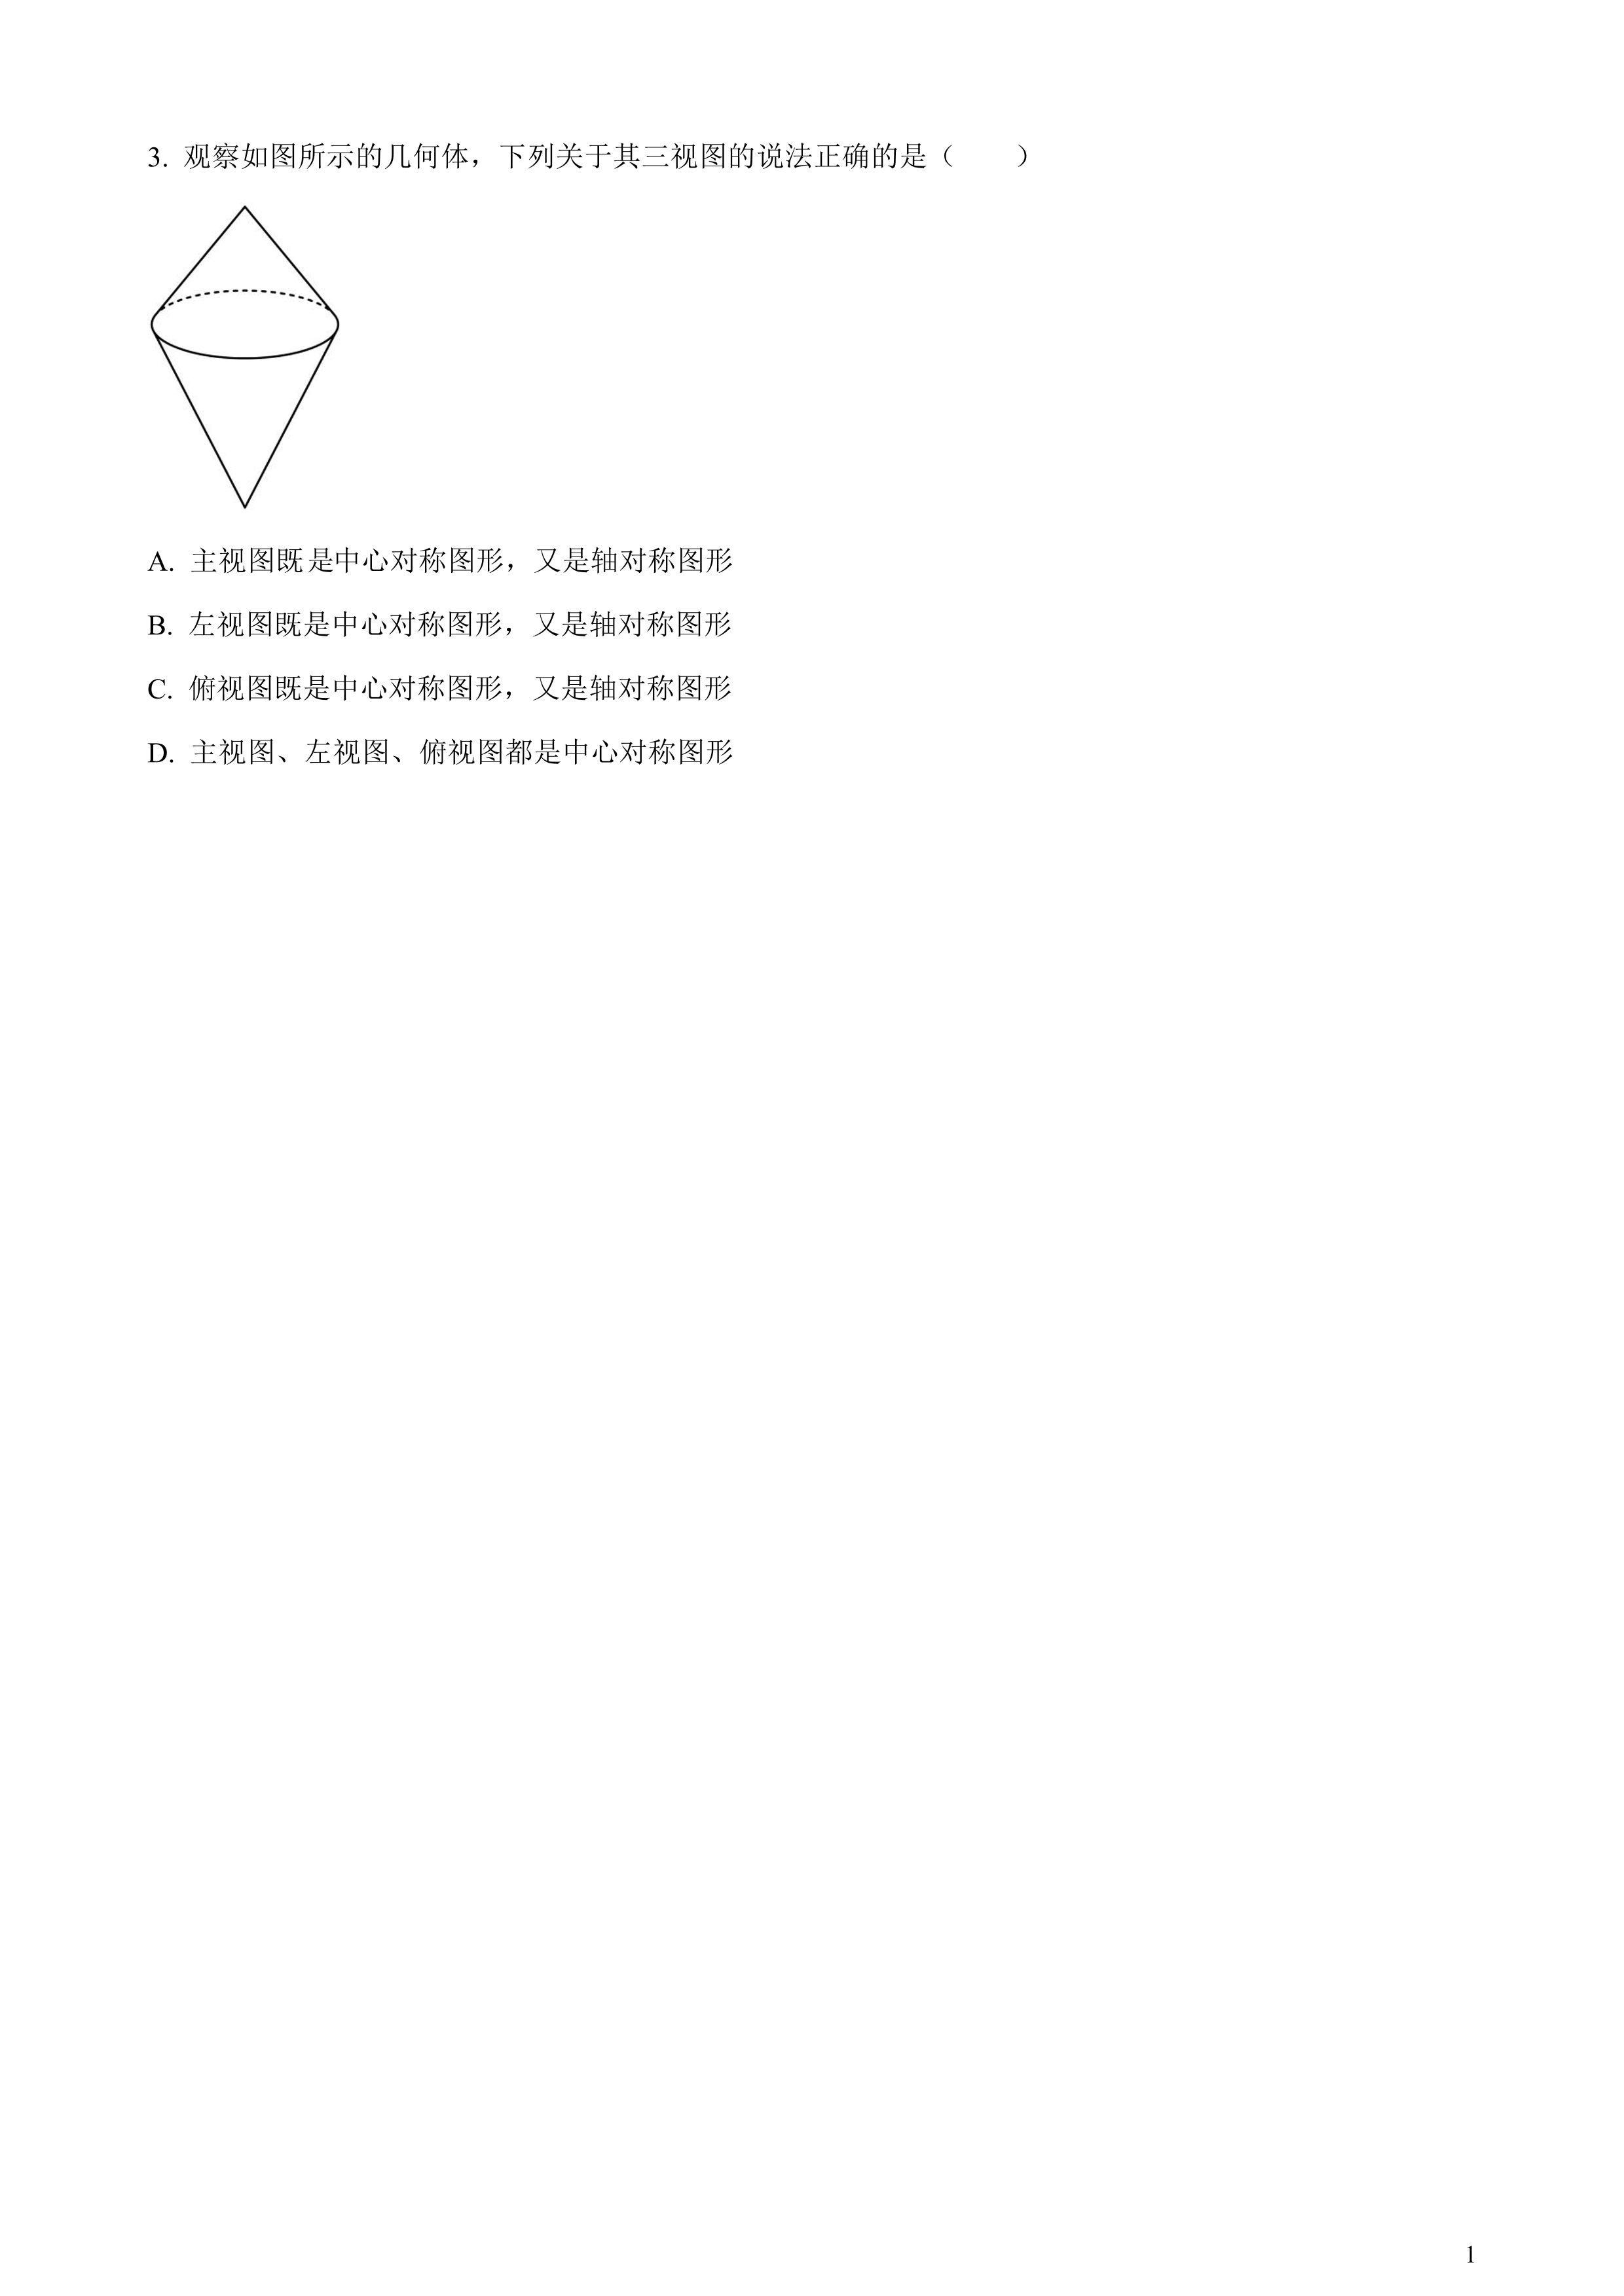 3. 观察如图所示的几何体，下列关于其三视图的说法正确的是（  ）
A. 主视图既是中心对称图形，又是轴对称图形
B. 左视图既是中心对称图形，又是轴对称图形
C. 俯视图既是中心对称图形，又是轴对称图形
D. 主视图、左视图、俯视图都是中心对称图形
1